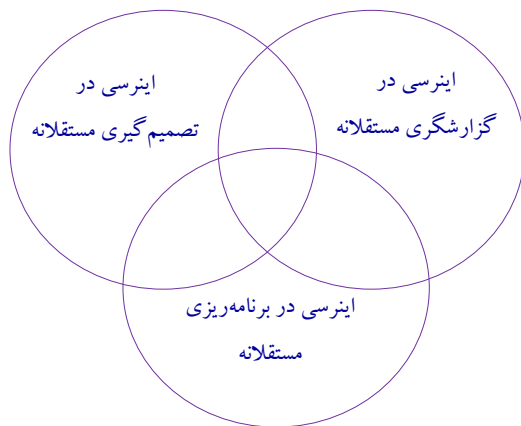 اینرسی در
گزارشگری مستقلانه
اینرسی در
تصمیم‌گیری مستقلانه
اینرسی در برنامه‌ریزی
مستقلانه